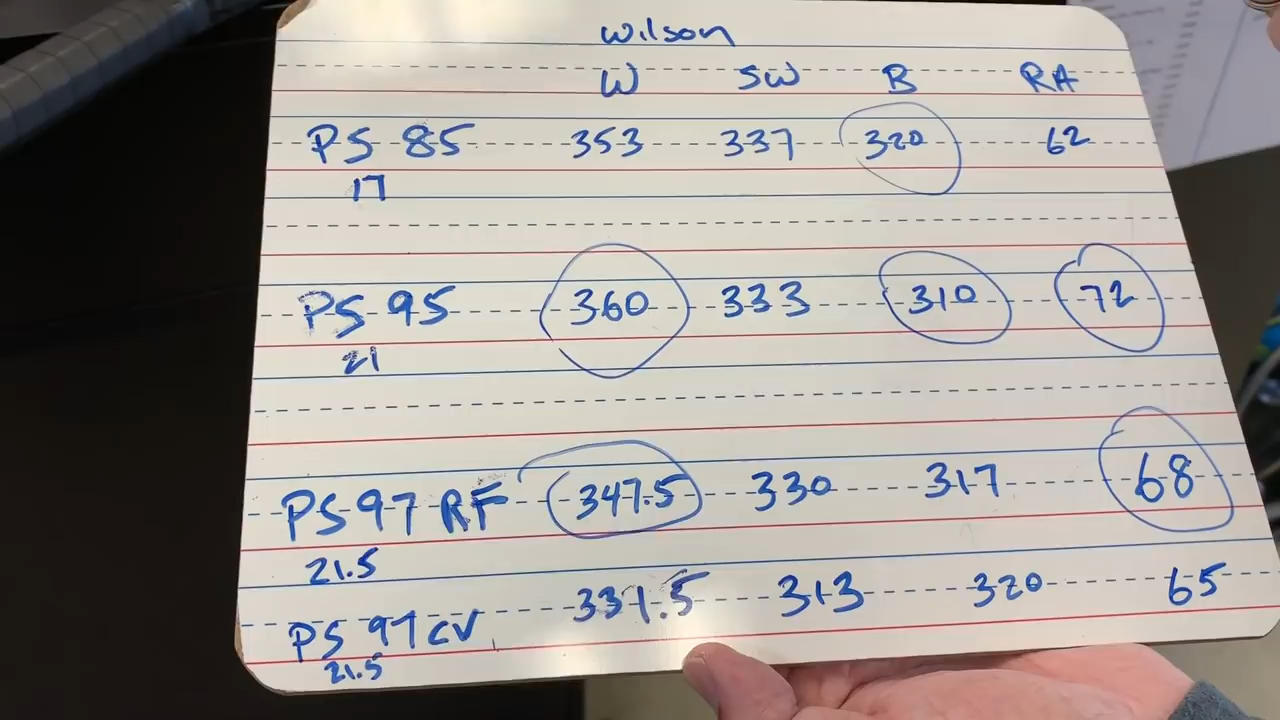 Wilson
W SW B RA
PS 85 353 337 320 62
17
PS 95 360 333 310 72
21
PS 97 RF 347.5 330 317 68
21.5
PS 97 CV 331.5 313 320 65
21.5